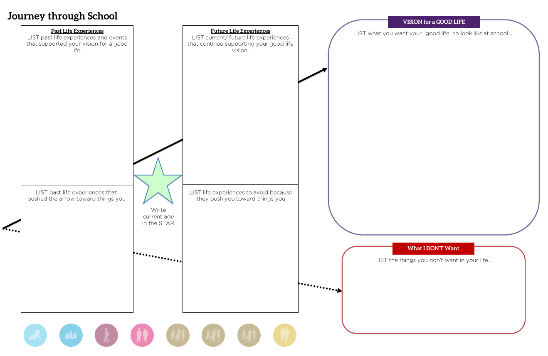 Journey through School
Past Life Experiences
LIST past life experiences and events
that supported your vision for a good
life
Future Life Experiences
LIST current/future life experiences
that continue supporting your good life
vision
VISION for a GOOD LIFE
LIST what you want your "good life" to look like at school...
LIST past life experiences that
pushed the arrow toward things you
LIST life experiences to avoid because
they push you toward things you
Write
current age
in the STAR
What I DON'T Want
LIST the things you don't want in your life...